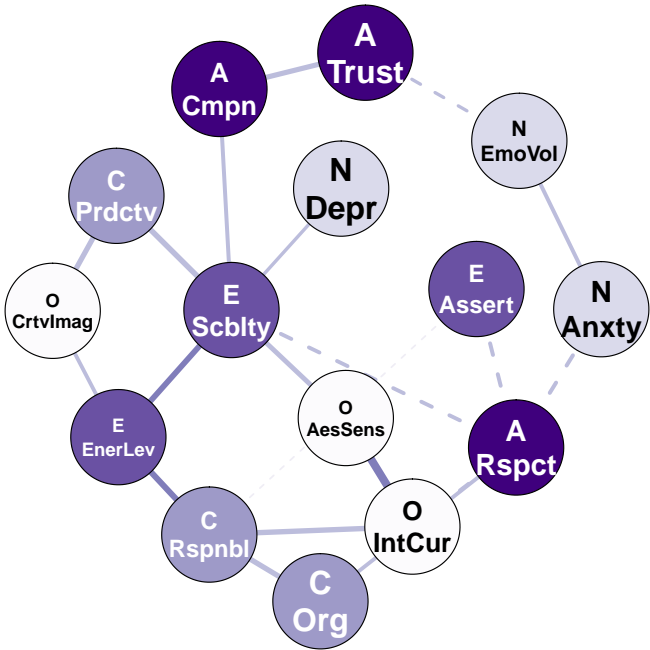 A
Trust
A
Cmpn
N
EmoVol
C
Prdctv
N
Depr
E
Assert
O
CrtvImag
E
Scblty
N
Anxty
O
AesSens
E
EnerLev
A
Rspct
C
Rspnbl
O
IntCur
C
Org